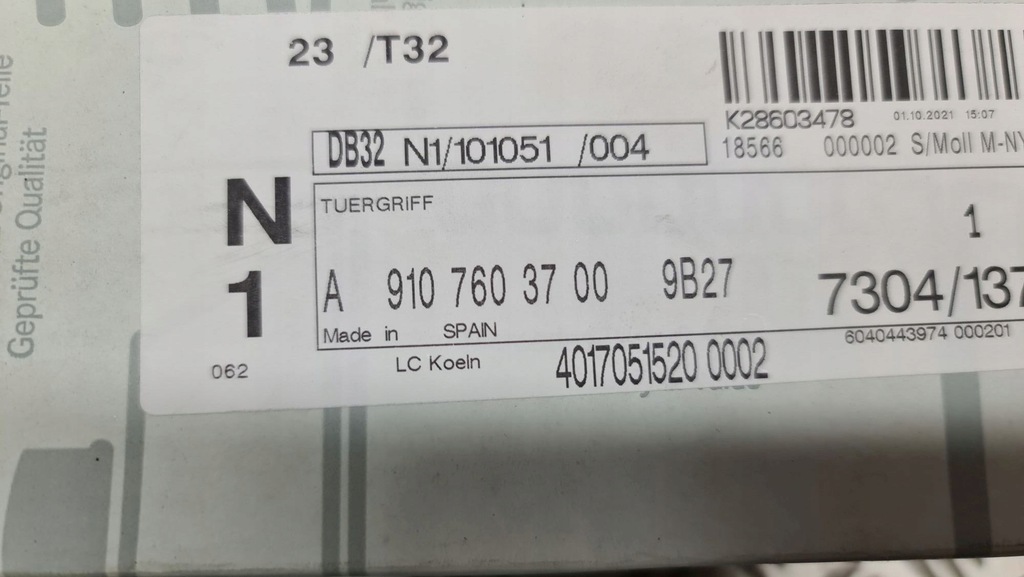 Geprüfte Qualität
23 /T32
K28603478 01.10.2021 15:07
18566 000002 S/Moll M-NV
DB32 N1/101051 /004
N
1
062
TUERGRIFF
1
A 910 760 37 00 9B27 7304/137
Made in SPAIN
6040443974 000201
LC Koeln 4017051520 0002